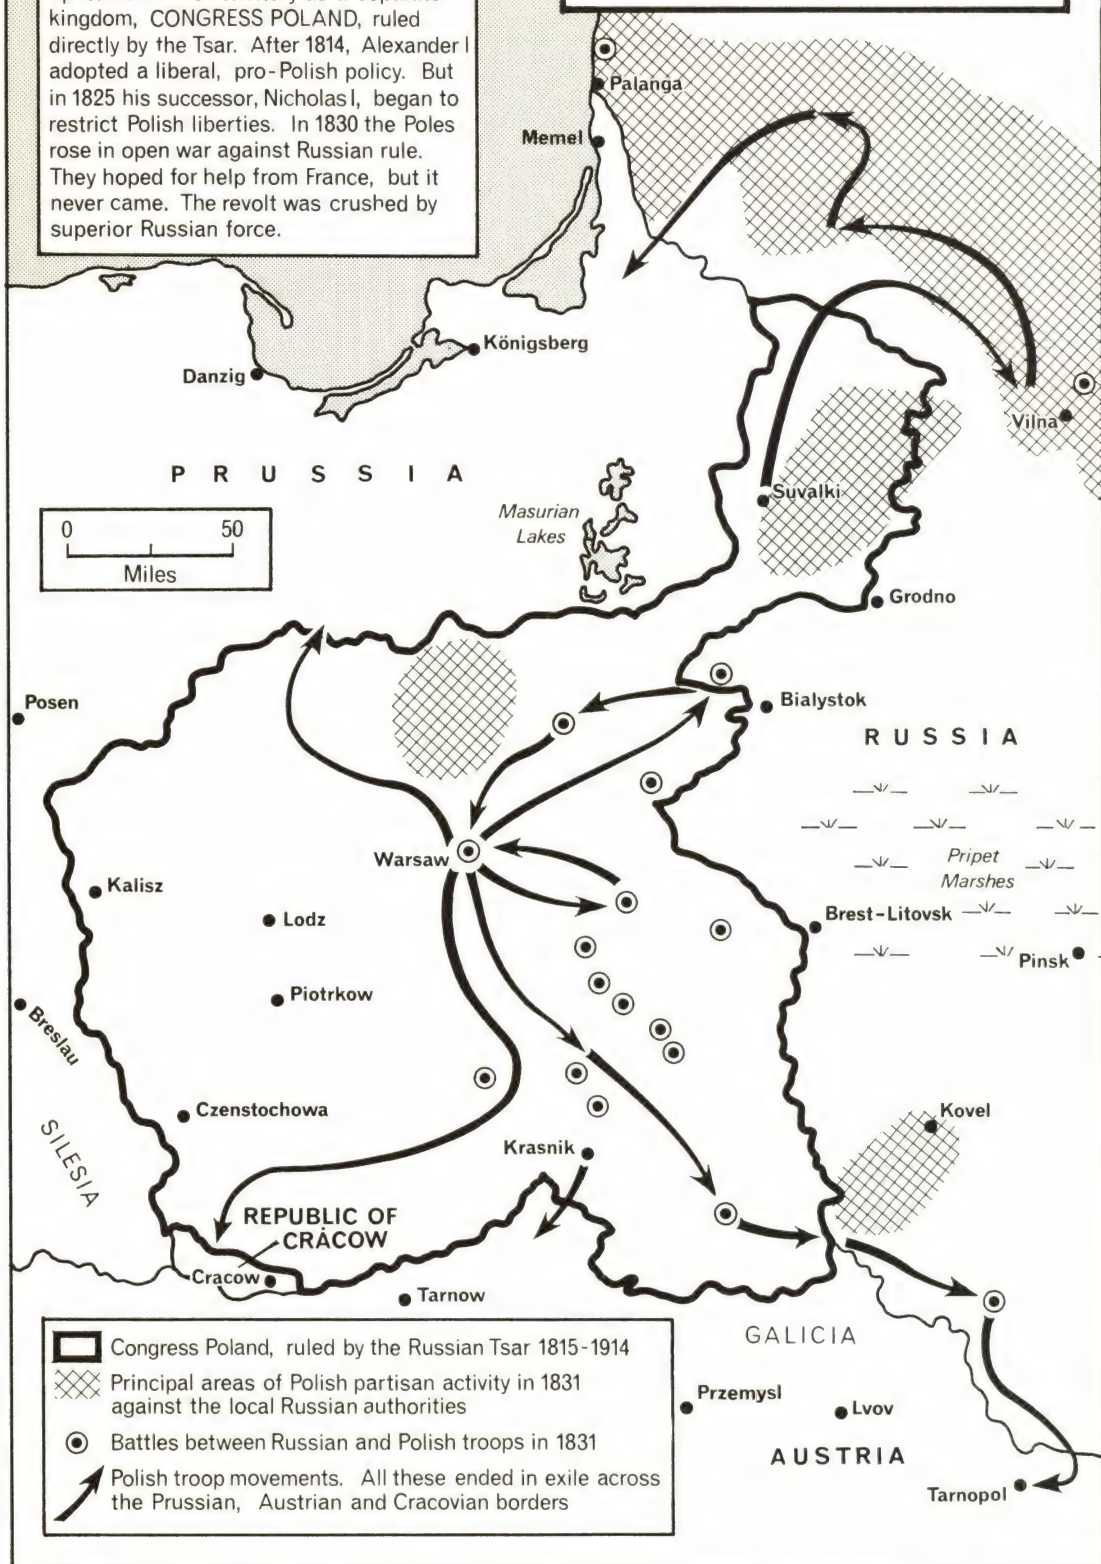 kingdom, CONGRESS POLAND, ruled
directly by the Tsar. After 1814, Alexander I
adopted a liberal, pro-Polish policy. But
in 1825 his successor, Nicholas I, began to
restrict Polish liberties. In 1830 the Poles
rose in open war against Russian rule.
They hoped for help from France, but it
never came. The revolt was crushed by
superior Russian force.
Palanga
Memel
Königsberg
Danzig
Vilna
PRUSSIA
Suvalki
Masurian
Lakes
0 50
Miles
Grodno
Posen
Bialystok
RUSSIA
Warsaw
Pripet
Marshes
Kalisz
Lodz
Brest-Litovsk
Pinsk
Piotrkow
Breslau
Czenstochowa
Kovel
SILESIA
Krasnik
REPUBLIC OF
CRACOW
Cracow
Tarnow
GALICIA
Przemysl
Lvov
AUSTRIA
Tarnopol
Congress Poland, ruled by the Russian Tsar 1815-1914
Principal areas of Polish partisan activity in 1831
against the local Russian authorities
Battles between Russian and Polish troops in 1831
Polish troop movements. All these ended in exile across
the Prussian, Austrian and Cracovian borders